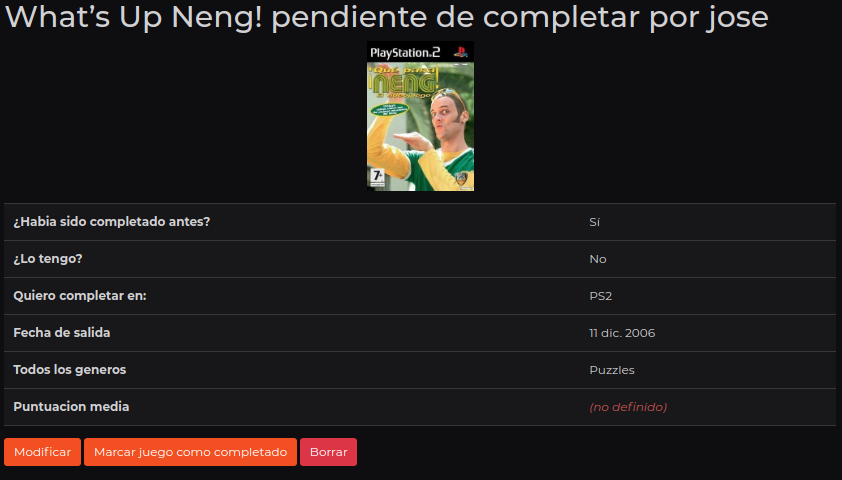 What’s Up Neng! pendiente de completar por jose
PlayStation.2
¡Qué pasa
NENG!
7+
¿Habia sido completado antes? Sí
¿Lo tengo? No
Quiero completar en: PS2
Fecha de salida 11 dic. 2006
Todos los generos Puzzles
Puntuacion media (no definido)
Modificar Marcar juego como completado Borrar